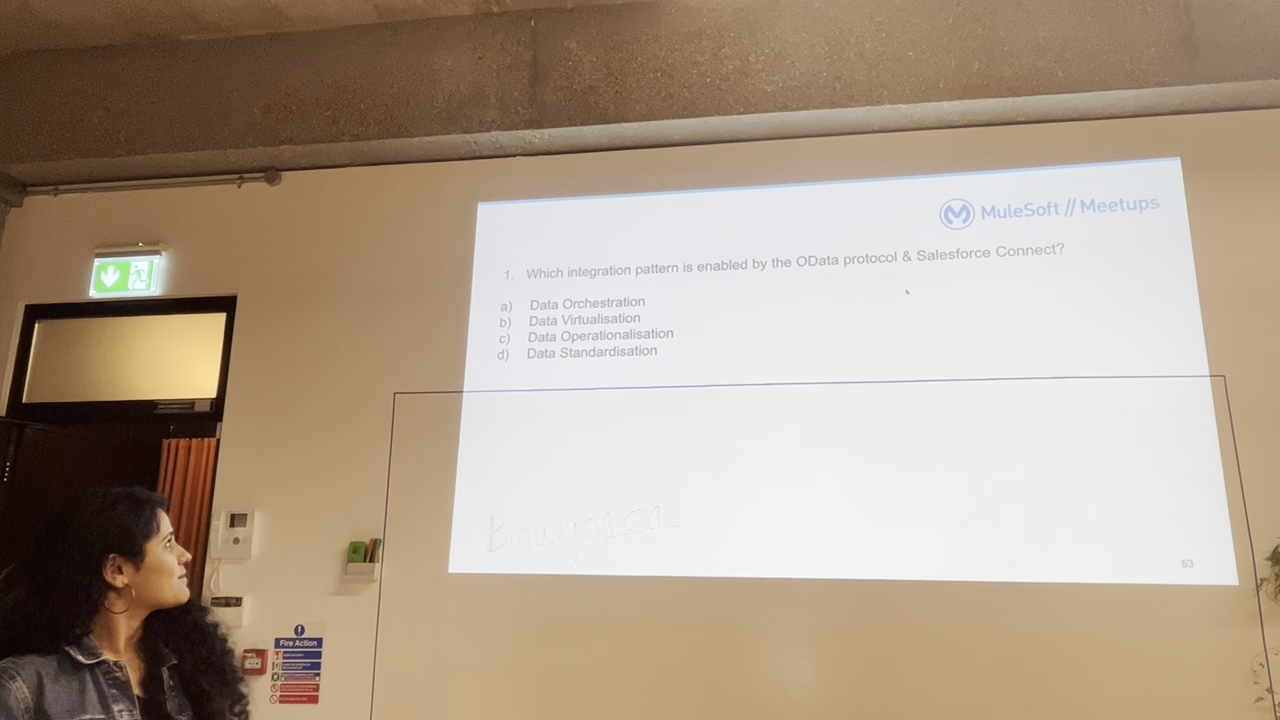 MuleSoft // Meetups
1. Which integration pattern is enabled by the OData protocol & Salesforce Connect?
a) Data Orchestration
b) Data Virtualisation
c) Data Operationalisation
d) Data Standardisation
Binary0101
53
Fire Action